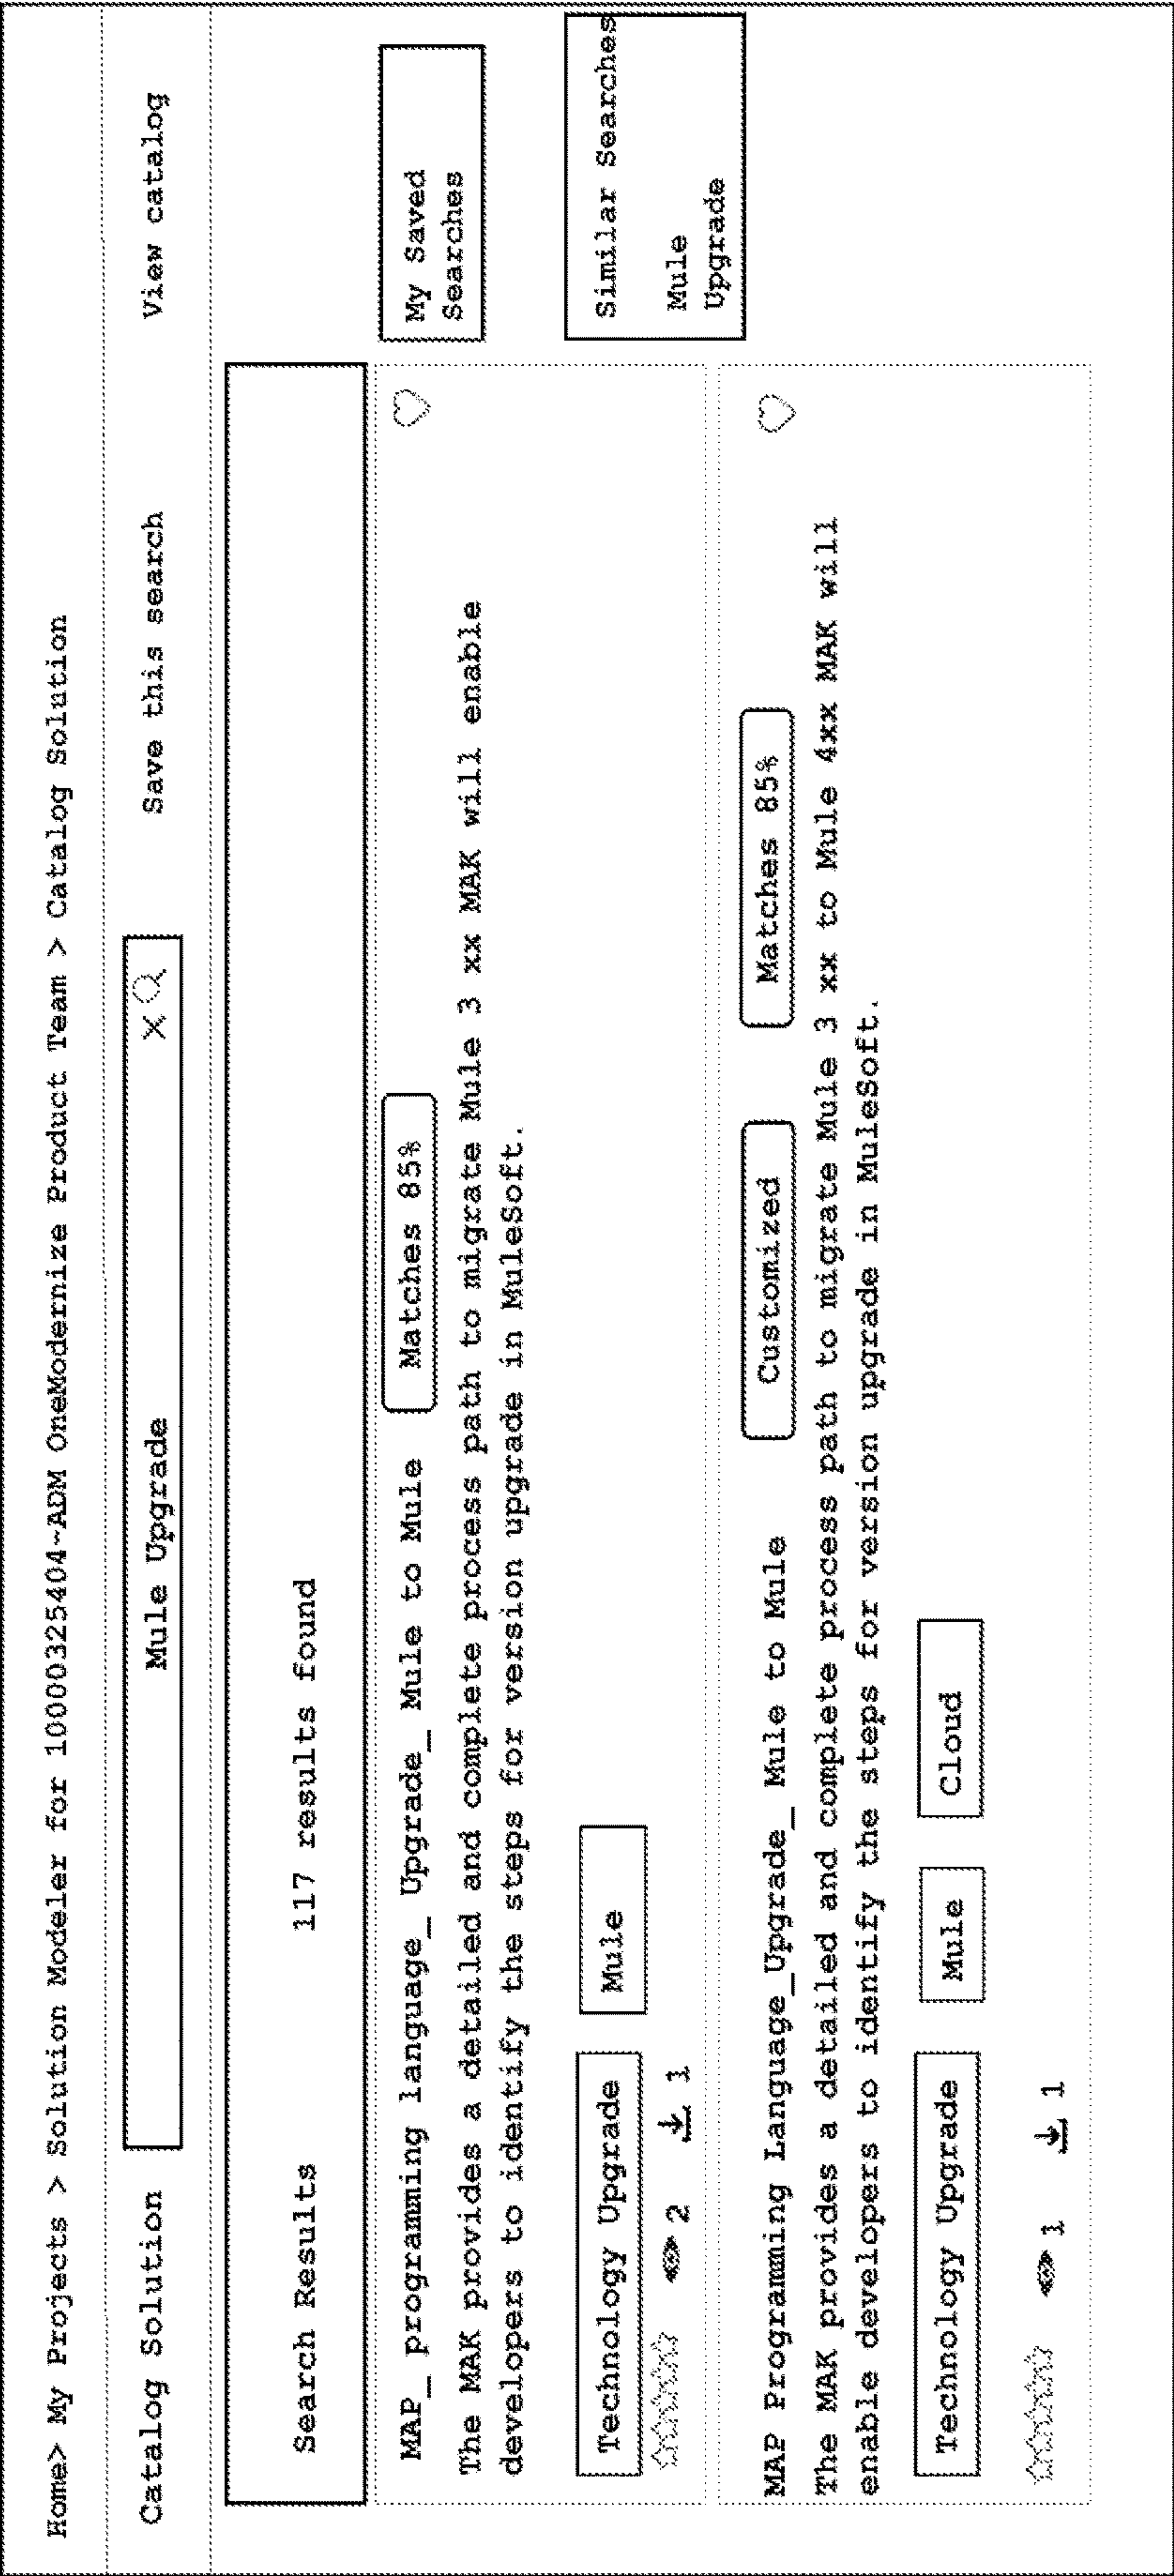 Home> My Projects > Solution Modeler for 10000325404~ADM OneModernize Product Team > Catalog Solution
Catalog Solution
Mule Upgrade
X
Save this search
View catalog
Search Results
117 results found
My Saved
Searches
Similar Searches
Mule
Upgrade
MAP_ programming language_ Upgrade_ Mule to Mule
Matches 85%
The MAK provides a detailed and complete process path to migrate Mule 3 xx MAK will enable
developers to identify the steps for version upgrade in MuleSoft.
Technology Upgrade
Mule
2
1
MAP Programming Language_Upgrade_ Mule to Mule
Customized
Matches 85%
The MAK provides a detailed and complete process path to migrate Mule 3 xx to Mule 4xx MAK will
enable developers to identify the steps for version upgrade in MuleSoft.
Technology Upgrade
Mule
Cloud
1
1